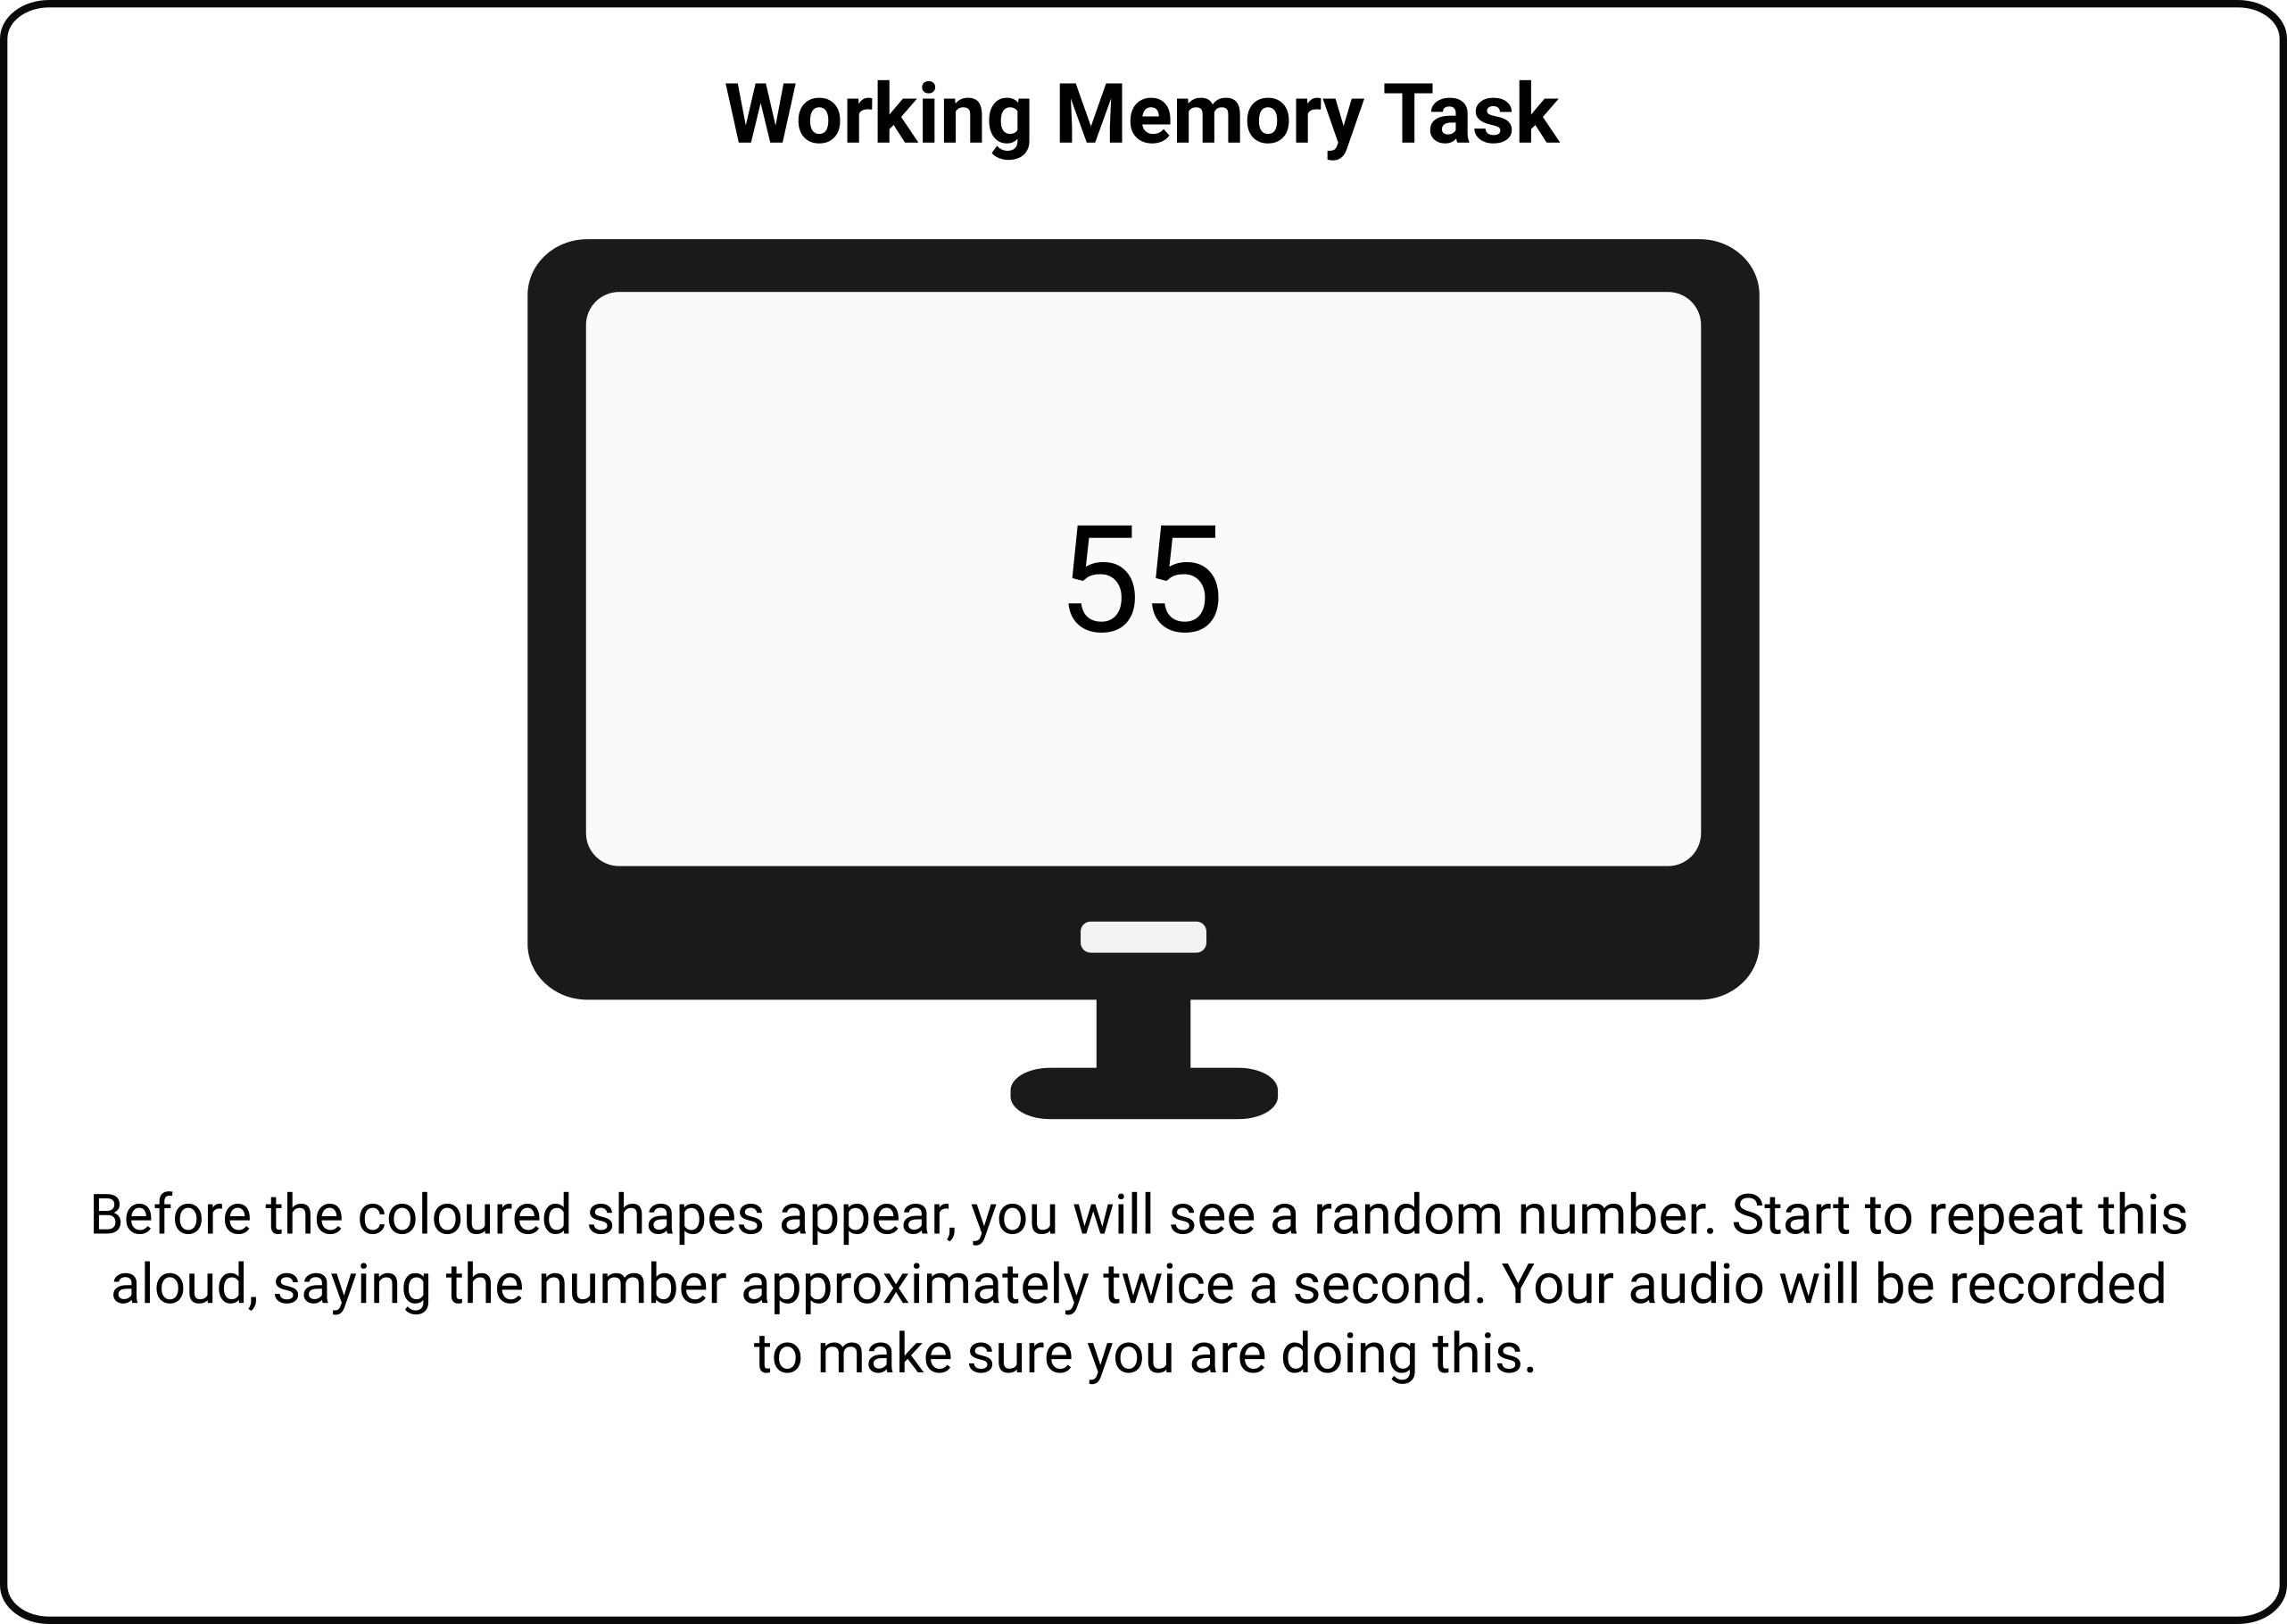 Working Memory Task
55
Before the coloured shapes appear, you will see a random number. Start to repeat this
aloud, saying the number approximately twice a second. Your audio will be recorded
to make sure you are doing this.